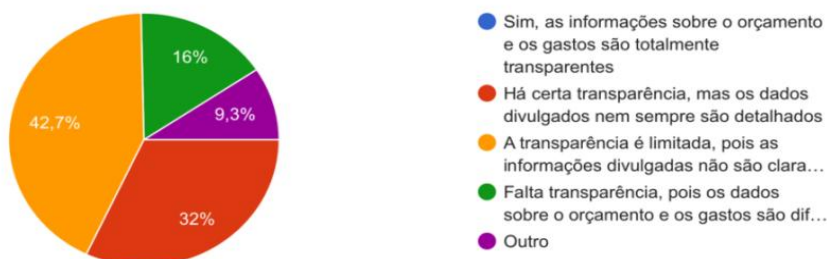 16%
9,3%
42,7%
32%
Sim, as informações sobre o orçamento
e os gastos são totalmente
transparentes
Há certa transparência, mas os dados
divulgados nem sempre são detalhados
A transparência é limitada, pois as
informações divulgadas não são clara…
Falta transparência, pois os dados
sobre o orçamento e os gastos são dif…
Outro